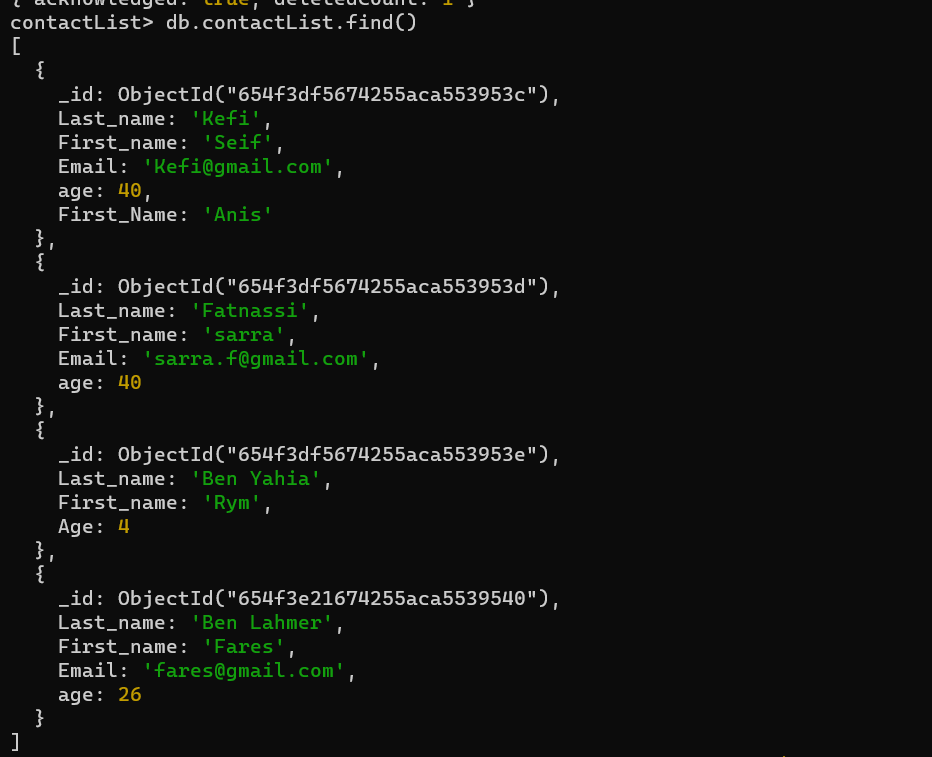 { acknowledged: true, deletedCount: 1 }
contactList> db.contactList.find()
[
  {
    _id: ObjectId("654f3df5674255aca553953c"),
    Last_name: 'Kefi',
    First_name: 'Seif',
    Email: 'Kefi@gmail.com',
    age: 40,
    First_Name: 'Anis'
  },
  {
    _id: ObjectId("654f3df5674255aca553953d"),
    Last_name: 'Fatnassi',
    First_name: 'sarra',
    Email: 'sarra.f@gmail.com',
    age: 40
  },
  {
    _id: ObjectId("654f3df5674255aca553953e"),
    Last_name: 'Ben Yahia',
    First_name: 'Rym',
    Age: 4
  },
  {
    _id: ObjectId("654f3e21674255aca5539540"),
    Last_name: 'Ben Lahmer',
    First_name: 'Fares',
    Email: 'fares@gmail.com',
    age: 26
  }
]